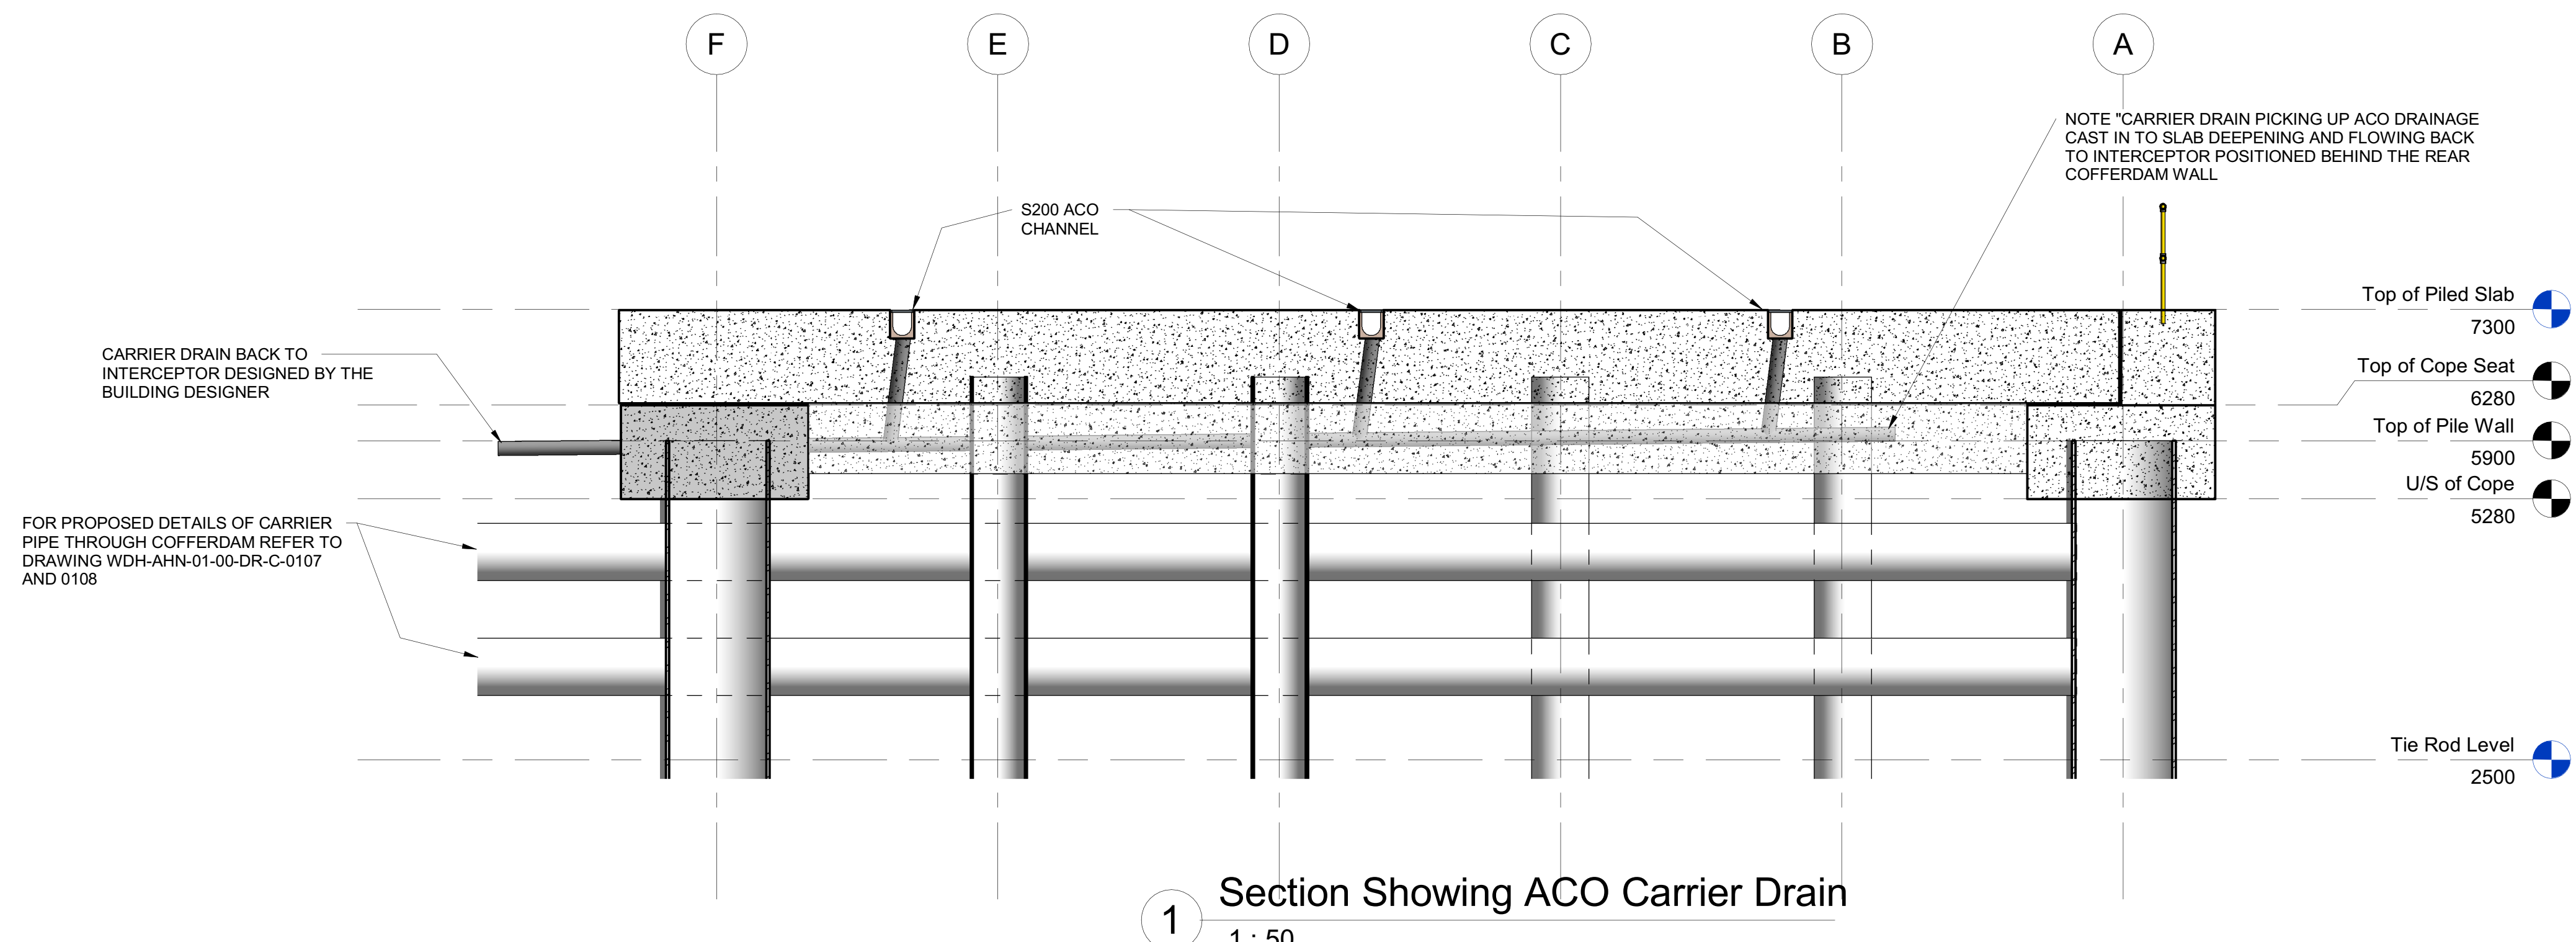 F
E
D
C
B
A
NOTE "CARRIER DRAIN PICKING UP ACO DRAINAGE
CAST IN TO SLAB DEEPENING AND FLOWING BACK
TO INTERCEPTOR POSITIONED BEHIND THE REAR
COFFERDAM WALL
S200 ACO
CHANNEL
Top of Piled Slab
7300
CARRIER DRAIN BACK TO
INTERCEPTOR DESIGNED BY THE
BUILDING DESIGNER
Top of Cope Seat
6280
Top of Pile Wall
5900
U/S of Cope
5280
FOR PROPOSED DETAILS OF CARRIER
PIPE THROUGH COFFERDAM REFER TO
DRAWING WDH-AHN-01-00-DR-C-0107
AND 0108
Tie Rod Level
2500
1
Section Showing ACO Carrier Drain
1 : 50